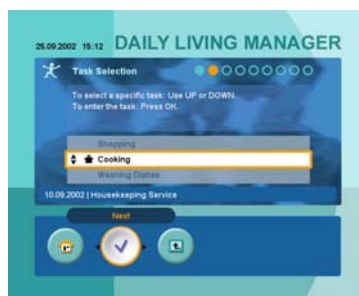 25.09.2002 15:12 DAILY LIVING MANAGER
Task Selection
To select a specific task: Use UP or DOWN.
To enter the task: Press OK.
Shopping
Cooking
Washing Dishes
10.09.2002 | Housekeeping Service
Next